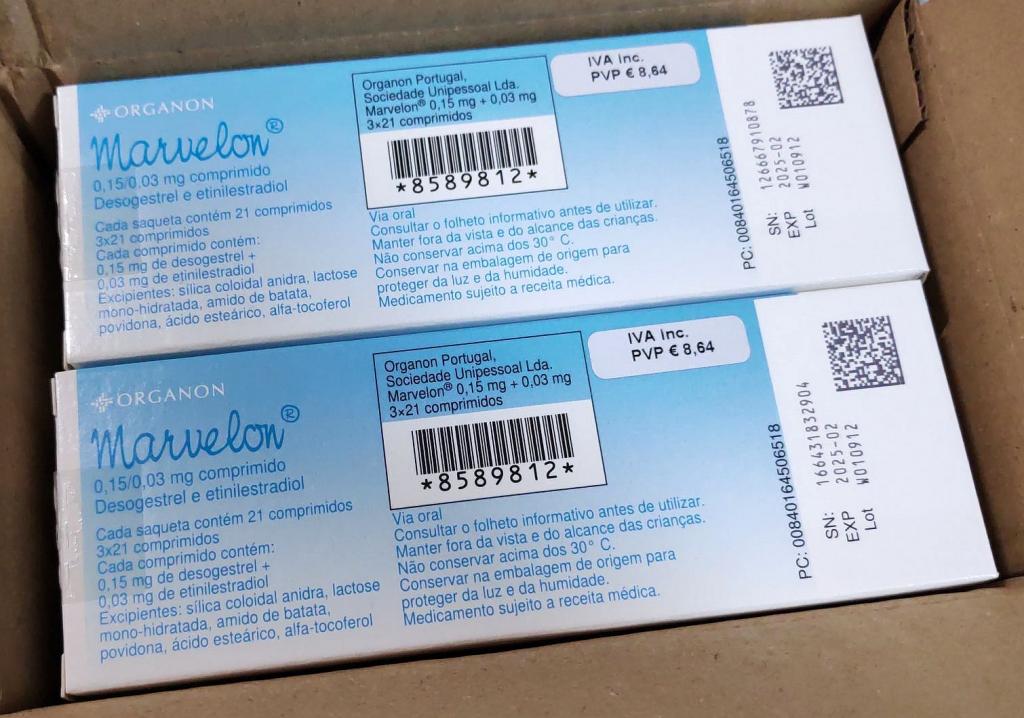 ORGANON
Marvelon®
0,15/0,03 mg comprimido
Desogestrel e etinilestradiol
Cada saqueta contém 21 comprimidos
3x21 comprimidos
Cada comprimido contém:
0,15 mg de desogestrel +
0,03 mg de etinilestradiol
Excipientes: sílica coloidal anidra, lactose
mono-hidratada, amido de batata,
povidona, ácido esteárico, alfa-tocoferol
Organon Portugal,
Sociedade Unipessoal Lda.
Marvelon® 0,15 mg + 0,03 mg
3×21 comprimidos
*8589812*
IVA Inc.
PVP € 8,64
Via oral
Consultar o folheto informativo antes de utilizar.
Manter fora da vista e do alcance das crianças.
Não conservar acima dos 30° C.
Conservar na embalagem de origem para
proteger da luz e da humidade.
Medicamento sujeito a receita médica.
PC: 00840164506518
SN: 126667910878
EXP 2025-02
Lot W010912
ORGANON
Marvelon®
0,15/0,03 mg comprimido
Desogestrel e etinilestradiol
Cada saqueta contém 21 comprimidos
3x21 comprimidos
Cada comprimido contém:
0,15 mg de desogestrel +
0,03 mg de etinilestradiol
Excipientes: sílica coloidal anidra, lactose
mono-hidratada, amido de batata,
povidona, ácido esteárico, alfa-tocoferol
Organon Portugal,
Sociedade Unipessoal Lda.
Marvelon® 0,15 mg + 0,03 mg
3×21 comprimidos
*8589812*
IVA Inc.
PVP € 8,64
Via oral
Consultar o folheto informativo antes de utilizar.
Manter fora da vista e do alcance das crianças.
Não conservar acima dos 30° C.
Conservar na embalagem de origem para
proteger da luz e da humidade.
Medicamento sujeito a receita médica.
PC: 00840164506518
SN: 166431832904
EXP 2025-02
Lot W010912